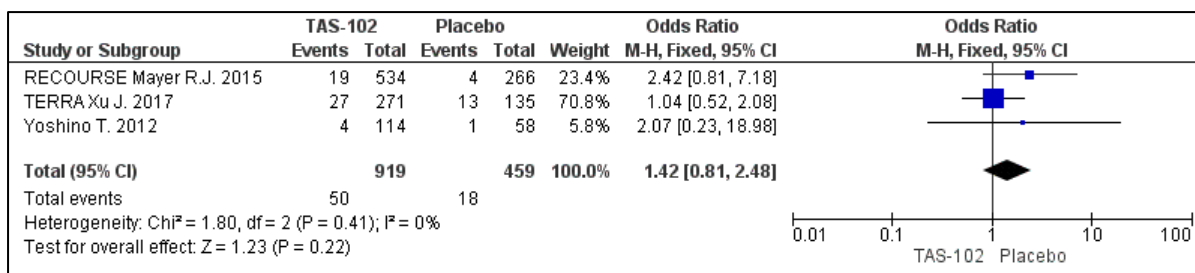 TAS-102 Placebo Odds Ratio Odds Ratio
Study or Subgroup Events Total Events Total Weight M-H, Fixed, 95% CI M-H, Fixed, 95% CI
RECOURSE Mayer R.J. 2015 19 534 4 266 23.4% 2.42 [0.81, 7.18]
TERRA Xu J. 2017 27 271 13 135 70.8% 1.04 [0.52, 2.08]
Yoshino T. 2012 4 114 1 58 5.8% 2.07 [0.23, 18.98]
Total (95% CI) 919 459 100.0% 1.42 [0.81, 2.48]
Total events 50 18
Heterogeneity: Chi² = 1.80, df = 2 (P = 0.41); I² = 0%
Test for overall effect: Z = 1.23 (P = 0.22)
0.01 0.1 1 10 100
TAS-102 Placebo